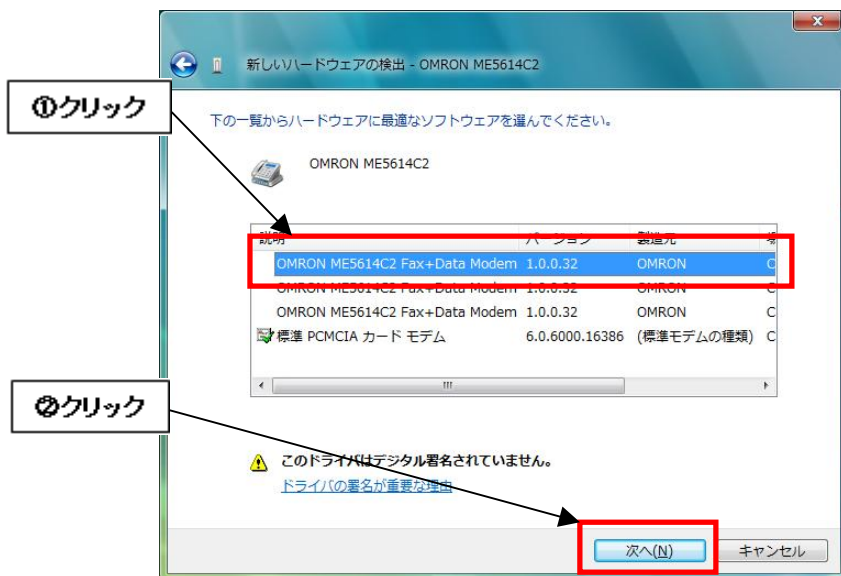 新しいハードウェアの検出 - OMRON ME5614C2
①クリック
下の一覧からハードウェアに最適なソフトウェアを選んでください。
OMRON ME5614C2
説明 バージョン 製造元 場
OMRON ME5614C2 Fax+Data Modem 1.0.0.32 OMRON C
OMRON ME5614C2 Fax+Data Modem 1.0.0.32 OMRON C
OMRON ME5614C2 Fax+Data Modem 1.0.0.32 OMRON C
標準 PCMCIA カード モデム 6.0.6000.16386 (標準モデムの種類) C
②クリック
このドライバはデジタル署名されていません。
ドライバの署名が重要な理由
次へ(N) キャンセル